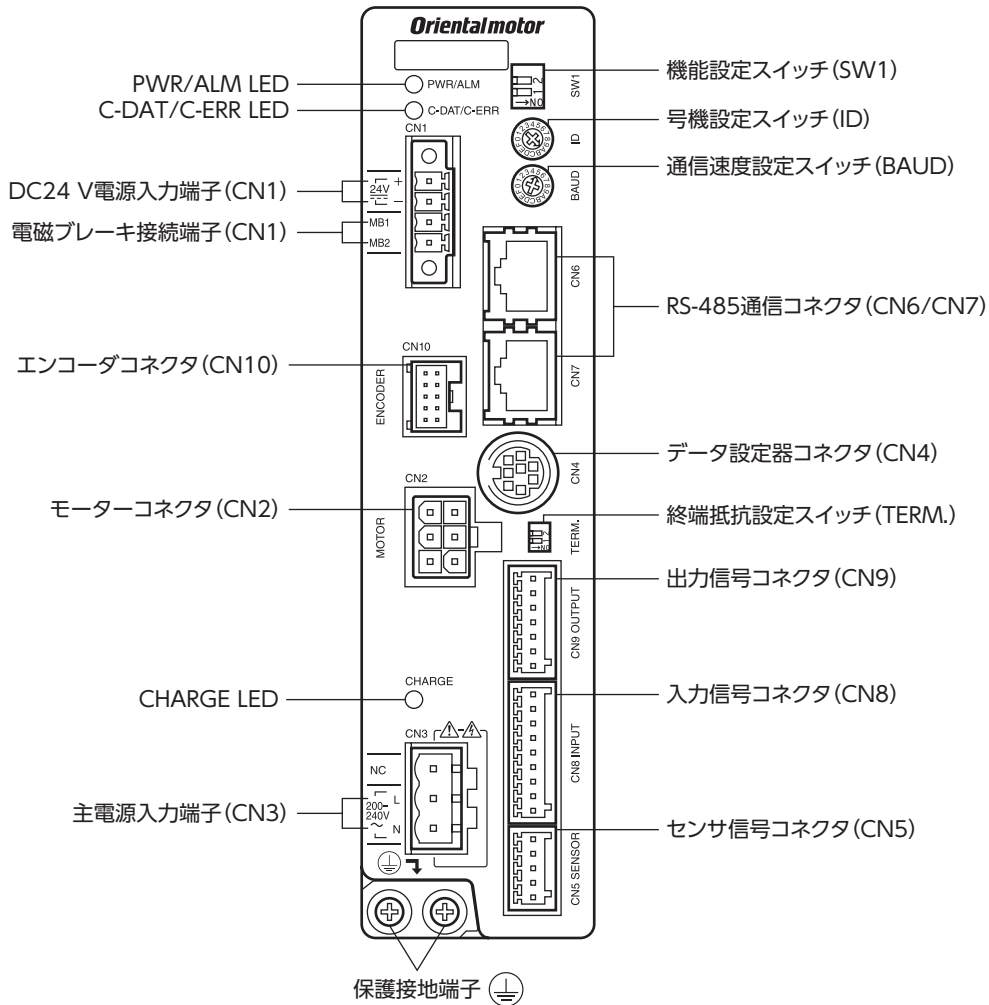 Orientalmotor
PWR/ALM LED
C-DAT/C-ERR LED
DC24 V電源入力端子(CN1)
電磁ブレーキ接続端子(CN1)
エンコーダコネクタ(CN10)
モーターコネクタ(CN2)
CHARGE LED
主電源入力端子(CN3)
保護接地端子
機能設定スイッチ(SW1)
号機設定スイッチ(ID)
通信速度設定スイッチ(BAUD)
RS-485通信コネクタ(CN6/CN7)
データ設定器コネクタ(CN4)
終端抵抗設定スイッチ(TERM.)
出力信号コネクタ(CN9)
入力信号コネクタ(CN8)
センサ信号コネクタ(CN5)
PWR/ALM
C-DAT/C-ERR
CN1
24V + −
MB1
MB2
CN10
ENCODER
CN2
MOTOR
CHARGE
CN3
NC
L
200-
240V
~ N
SW1
1 2
→NO
ID
BAUD
CN6
CN7
CN4
TERM.
1 2
→NO
CN9 OUTPUT
CN8 INPUT
CN5 SENSOR